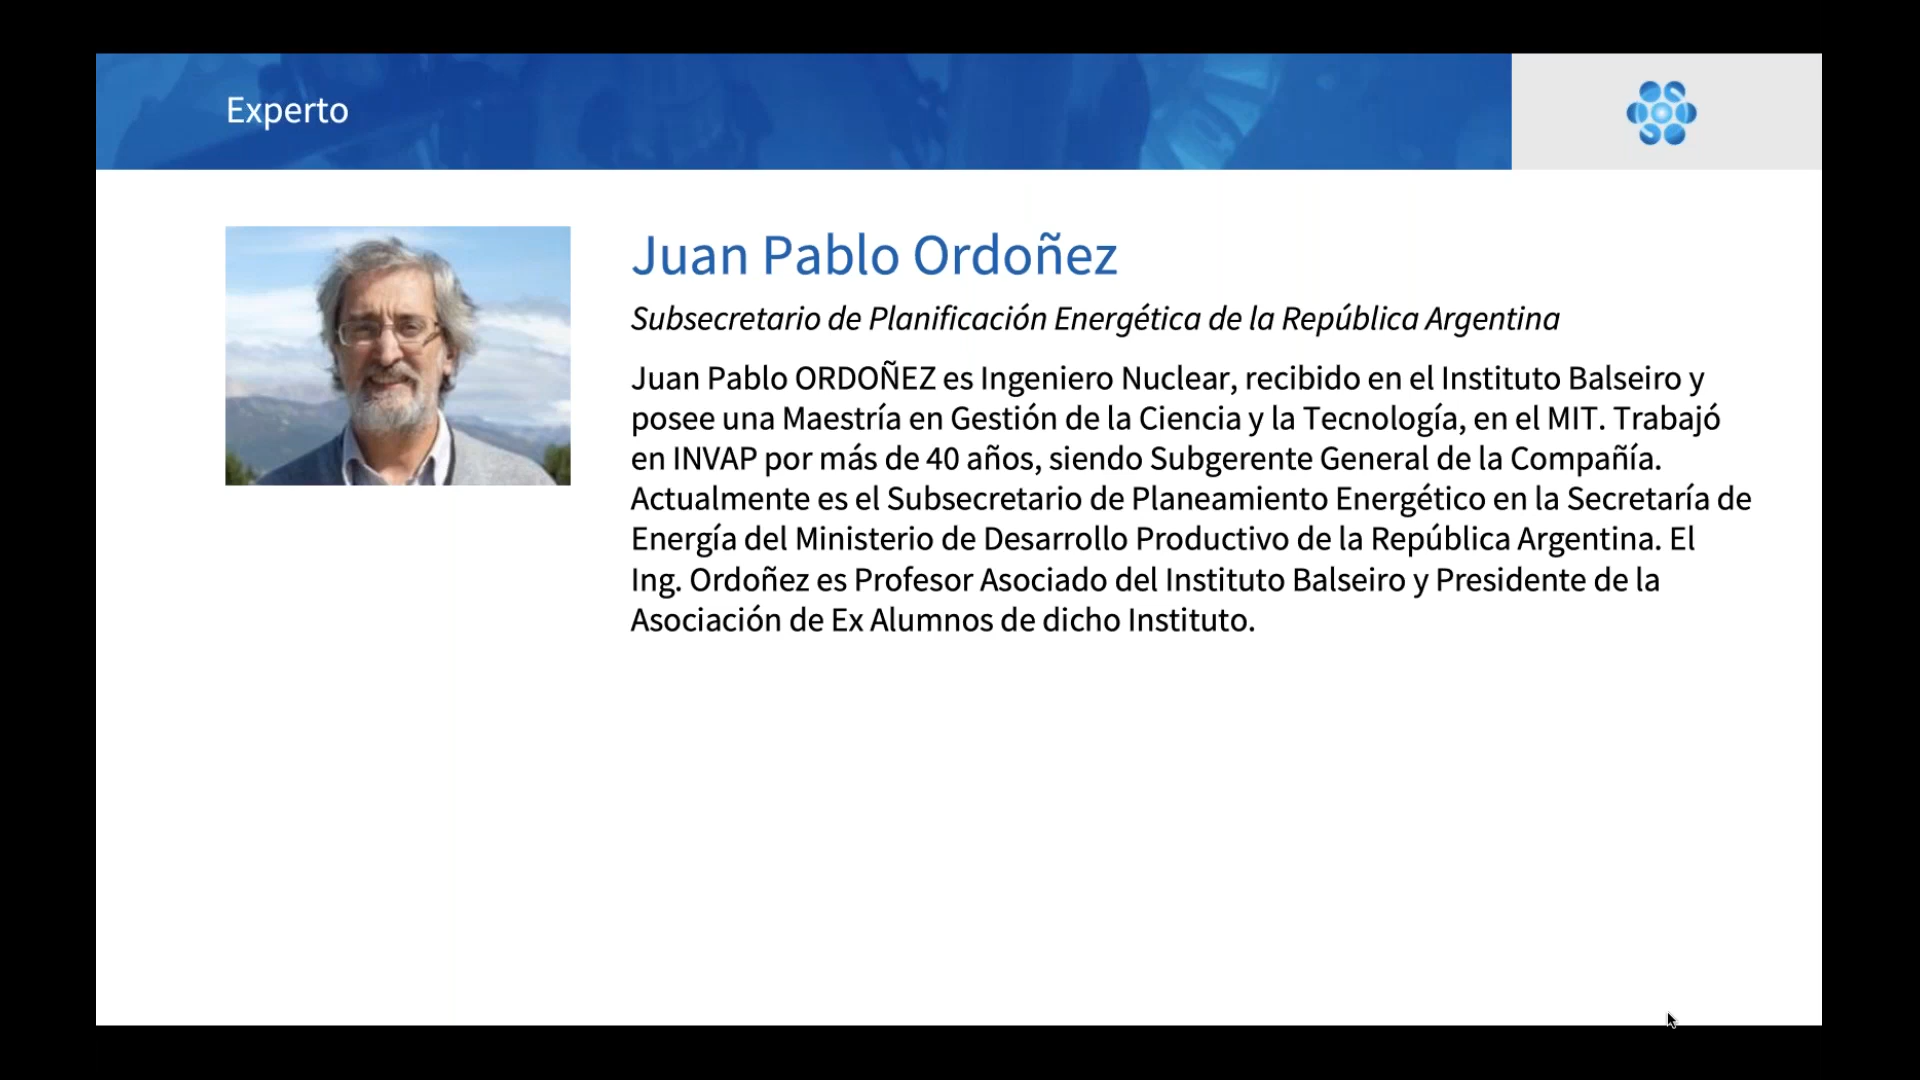 Experto
Juan Pablo Ordoñez
Subsecretario de Planificación Energética de la República Argentina
Juan Pablo ORDOÑEZ es Ingeniero Nuclear, recibido en el Instituto Balseiro y
posee una Maestría en Gestión de la Ciencia y la Tecnología, en el MIT. Trabajó
en INVAP por más de 40 años, siendo Subgerente General de la Compañía.
Actualmente es el Subsecretario de Planeamiento Energético en la Secretaría de
Energía del Ministerio de Desarrollo Productivo de la República Argentina. El
Ing. Ordoñez es Profesor Asociado del Instituto Balseiro y Presidente de la
Asociación de Ex Alumnos de dicho Instituto.